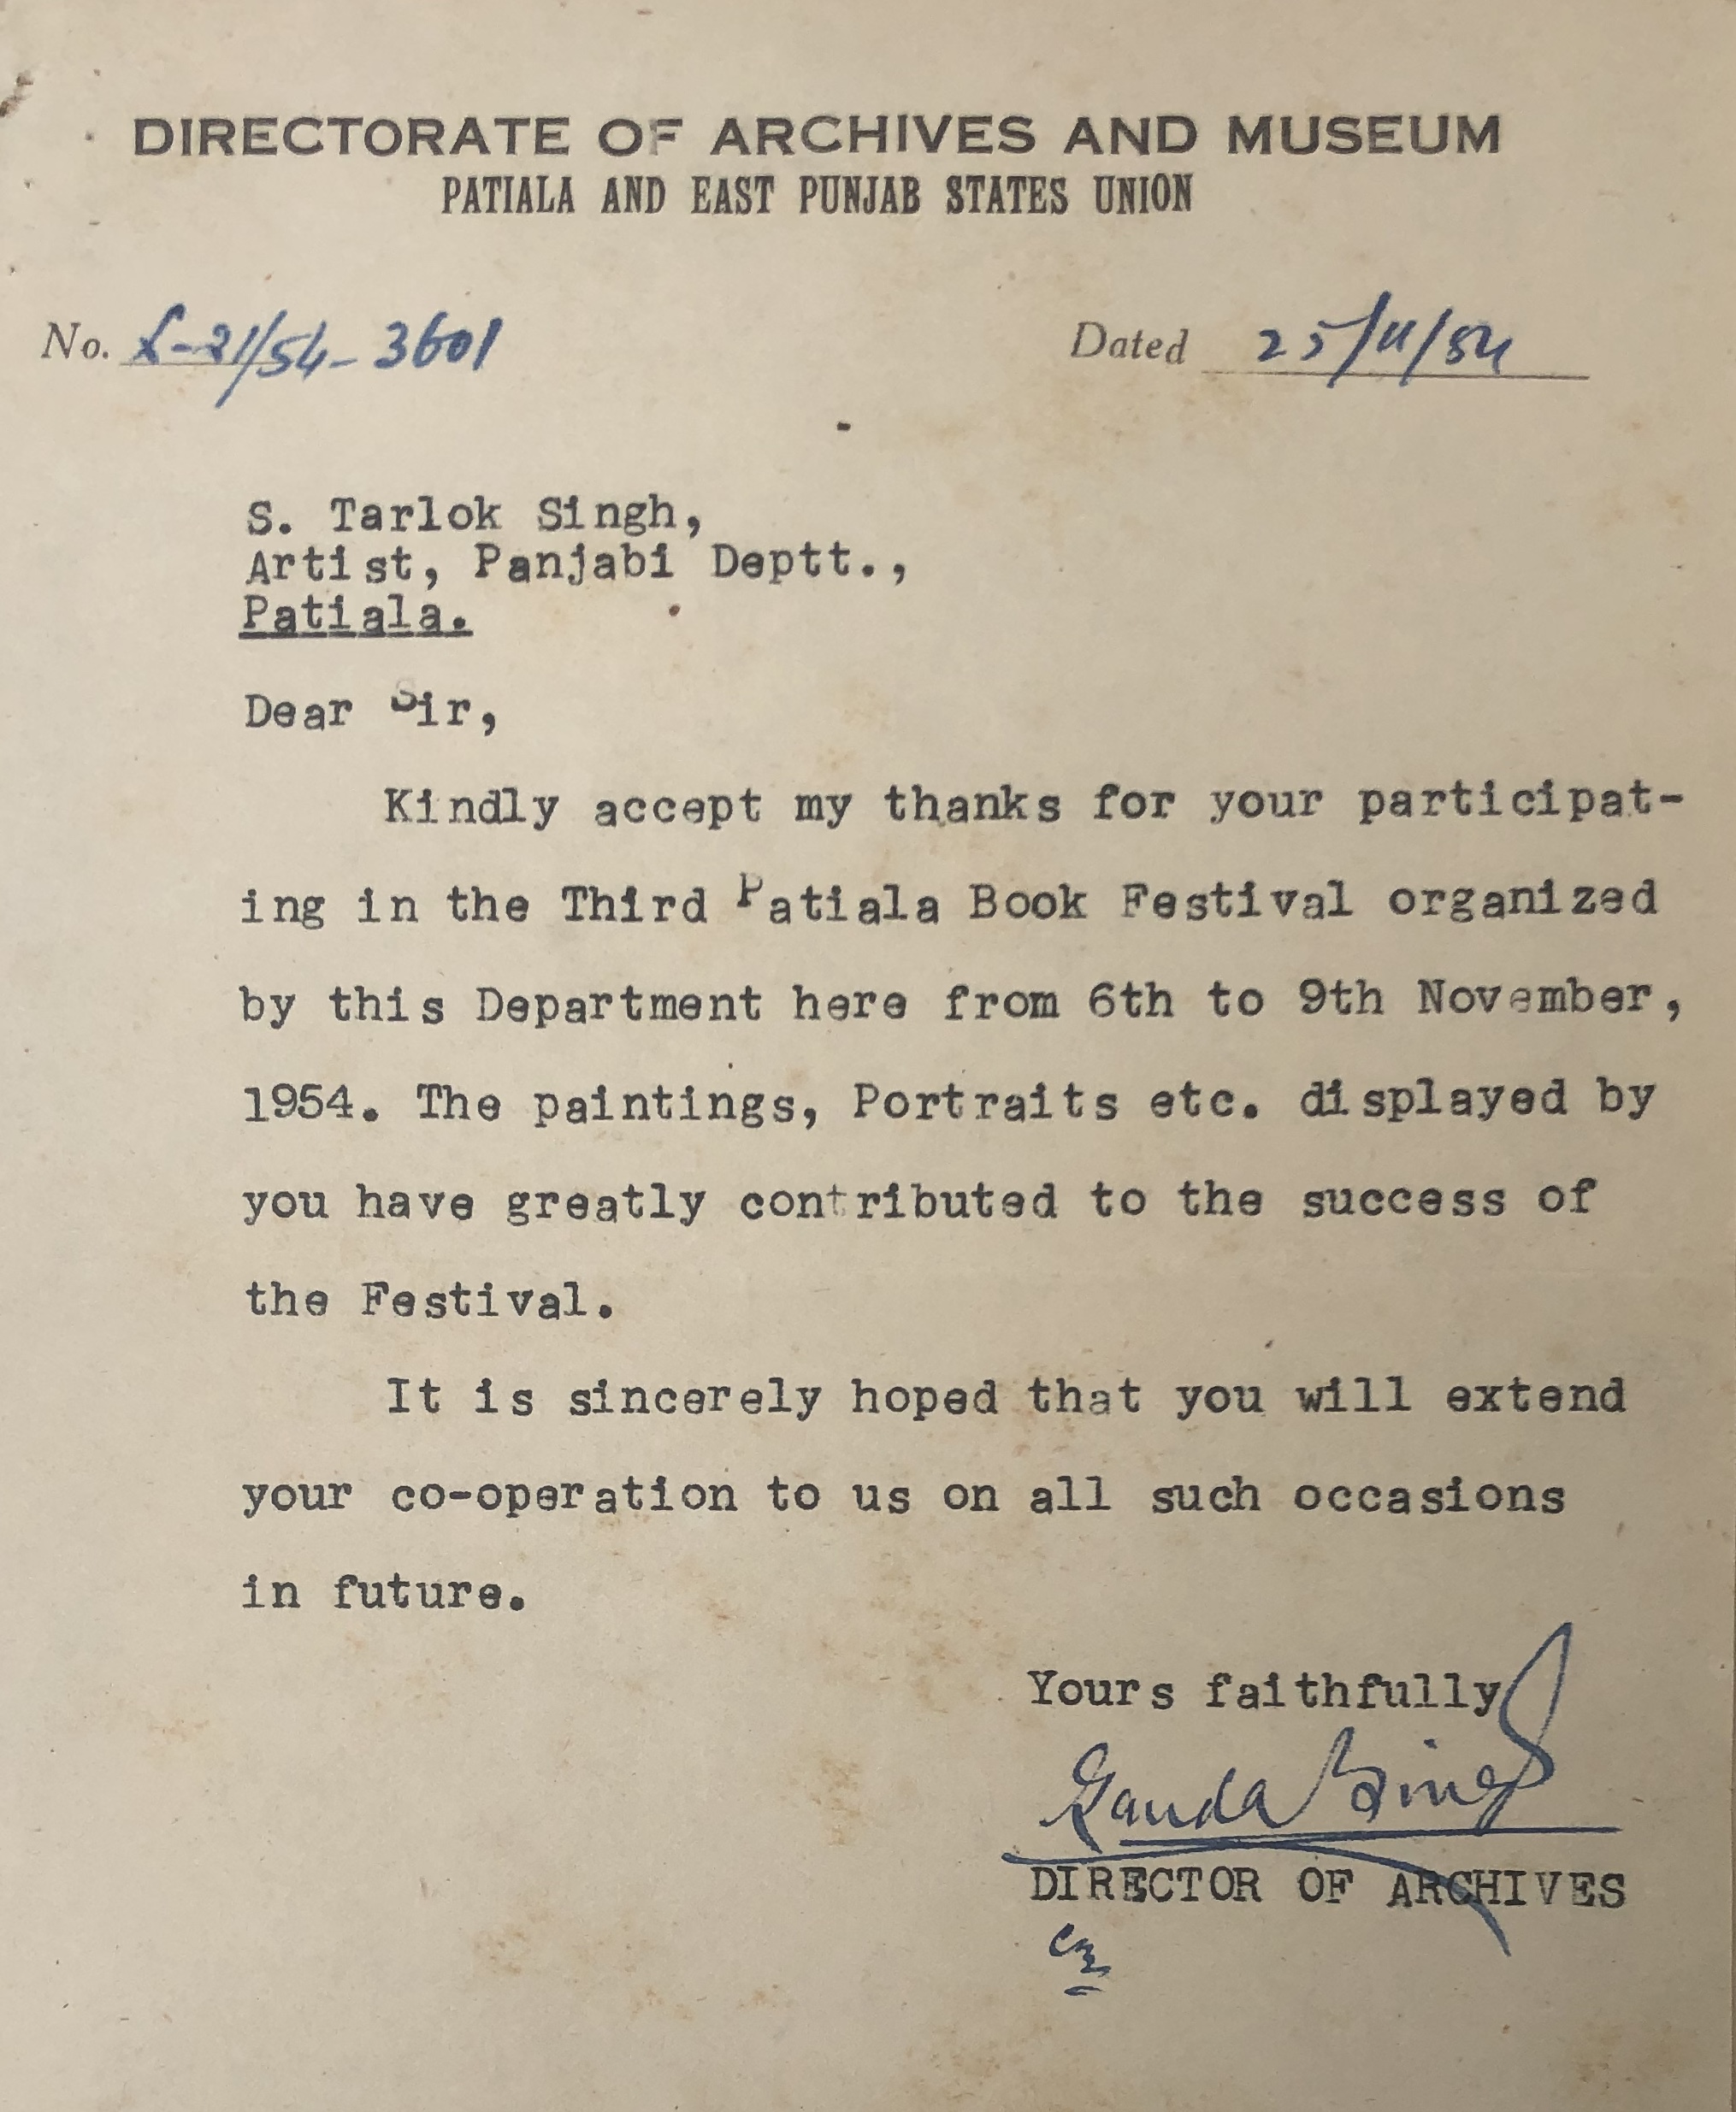 DIRECTORATE OF ARCHIVES AND MUSEUM
PATIALA AND EAST PUNJAB STATES UNION
No. L-21/54-3601
Dated 25/11/54
S. Tarlok Singh,
Artist, Panjabi Deptt.,
Patiala.
Dear Sir,
Kindly accept my thanks for your participat-
ing in the Third Patiala Book Festival organized
by this Department here from 6th to 9th November,
1954. The paintings, Portraits etc. displayed by
you have greatly contributed to the success of
the Festival.
It is sincerely hoped that you will extend
your co-operation to us on all such occasions
in future.
Yours faithfully
Ganda Singh
DIRECTOR OF ARCHIVES